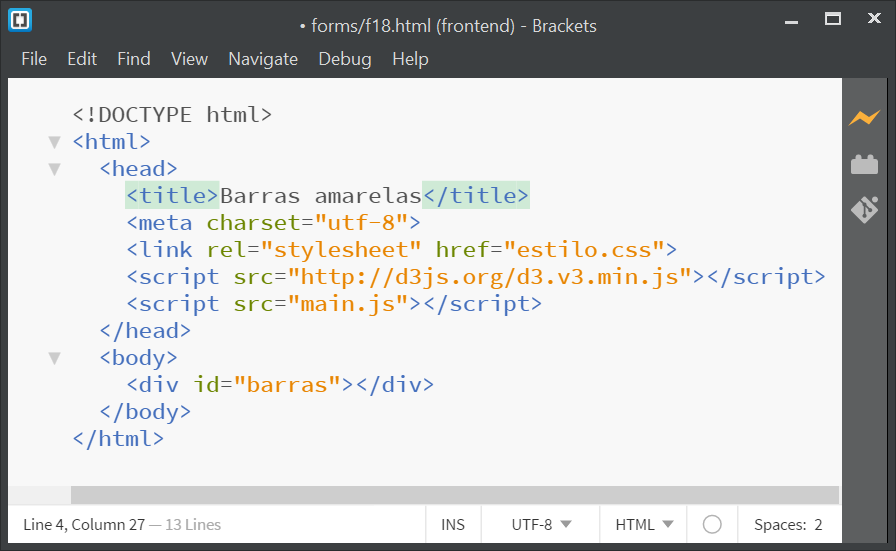 • forms/f18.html (frontend) - Brackets
File Edit Find View Navigate Debug Help
<!DOCTYPE html>
<html>
<head>
<title>Barras amarelas</title>
<meta charset="utf-8">
<link rel="stylesheet" href="estilo.css">
<script src="http://d3js.org/d3.v3.min.js"></script>
<script src="main.js"></script>
</head>
<body>
<div id="barras"></div>
</body>
</html>
Line 4, Column 27 — 13 Lines INS UTF-8 HTML Spaces: 2